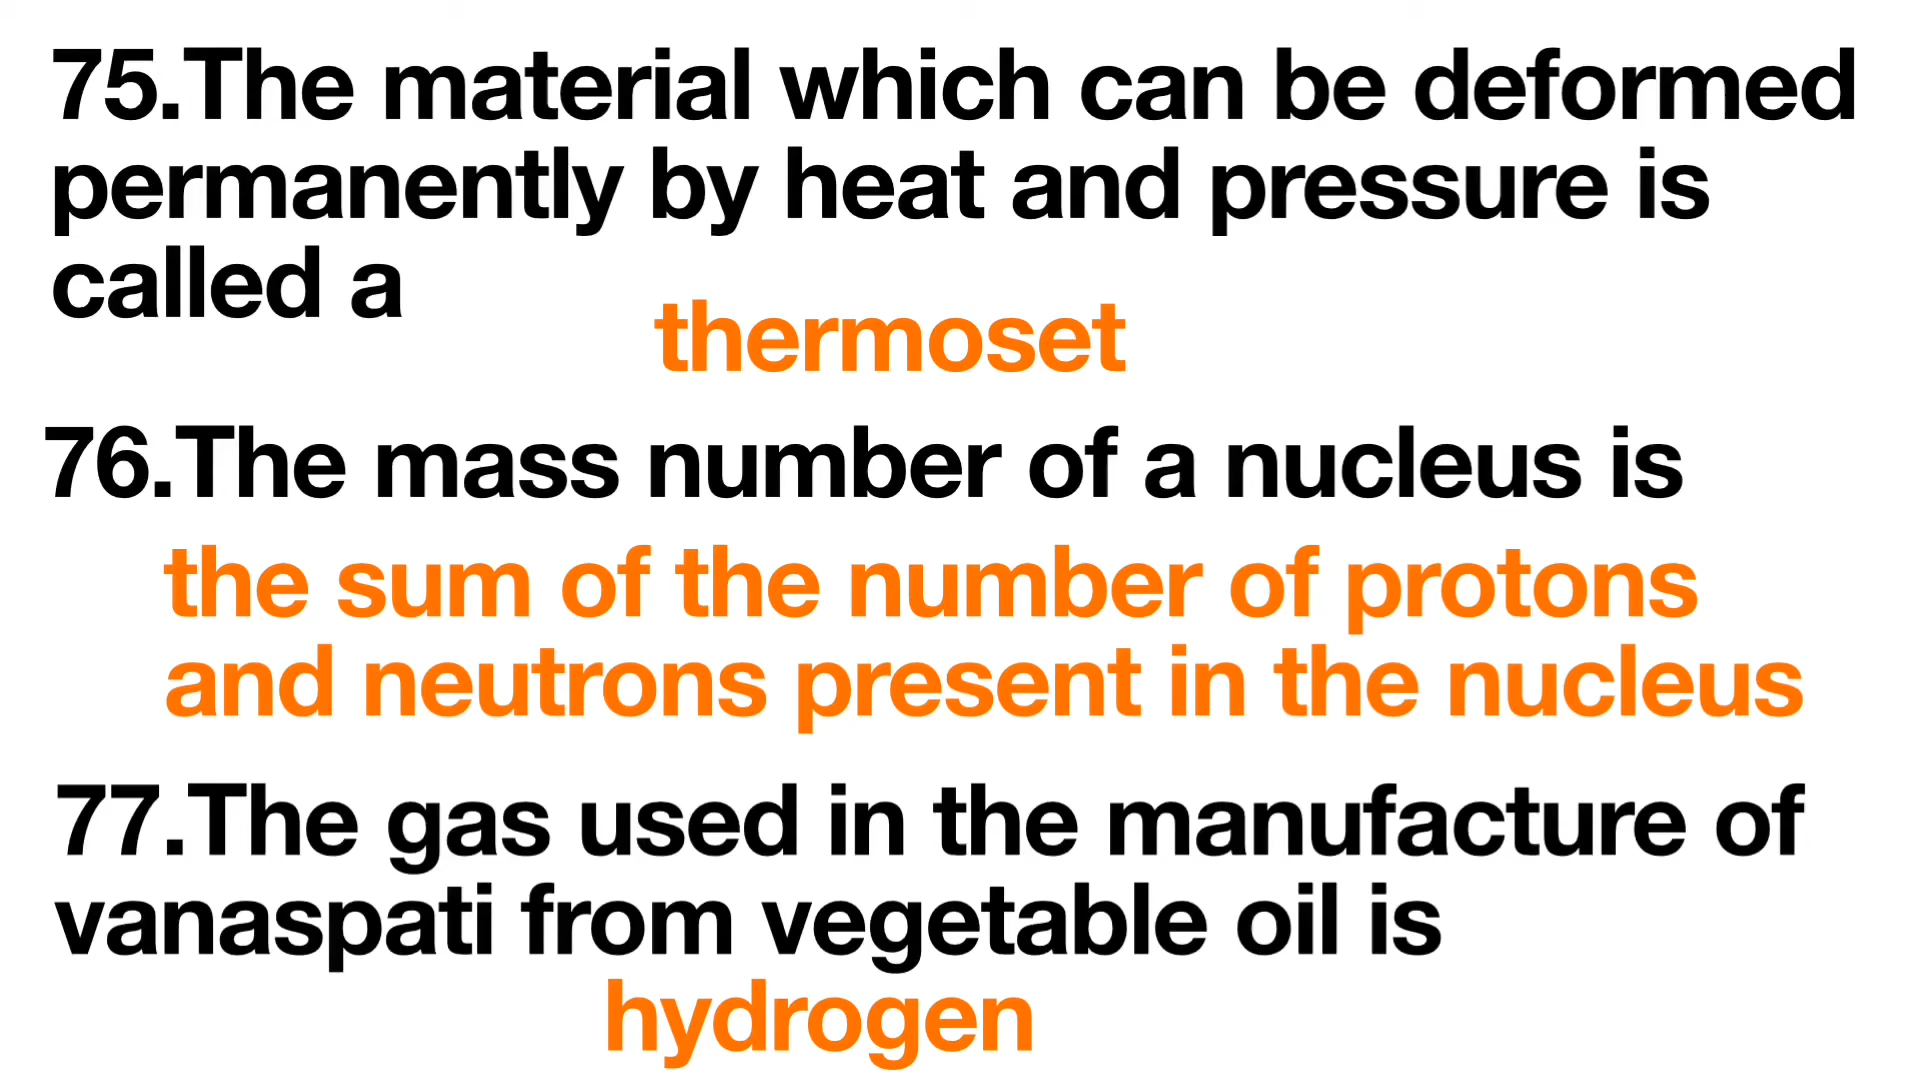 75.The material which can be deformed
permanently by heat and pressure is
called a
thermoset
76.The mass number of a nucleus is
the sum of the number of protons
and neutrons present in the nucleus
77.The gas used in the manufacture of
vanaspati from vegetable oil is
hydrogen